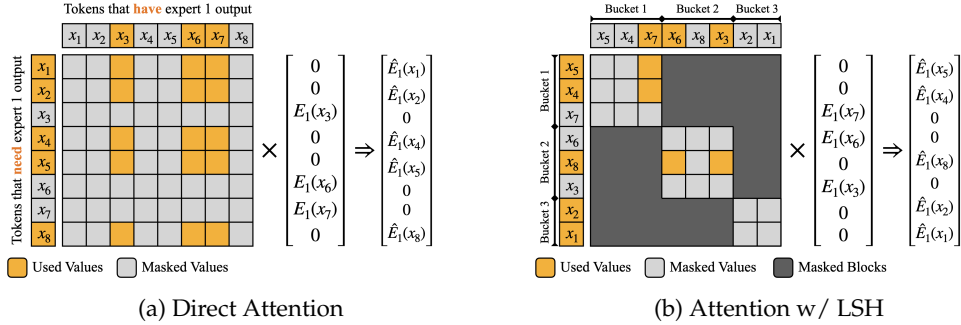 Tokens that have expert 1 output
x₁ x₂ x₃ x₄ x₅ x₆ x₇ x₈
Tokens that need expert 1 output
x₁
x₂
x₃
x₄
x₅
x₆
x₇
x₈
×
0
0
E₁(x₃)
0
0
E₁(x₆)
E₁(x₇)
0
⇒
Ê₁(x₁)
Ê₁(x₂)
0
Ê₁(x₄)
Ê₁(x₅)
0
0
Ê₁(x₈)
Used Values Masked Values
(a) Direct Attention
Bucket 1 Bucket 2 Bucket 3
x₅ x₄ x₇ x₆ x₈ x₃ x₂ x₁
Bucket 1
Bucket 2
Bucket 3
x₅
x₄
x₇
x₆
x₈
x₃
x₂
x₁
×
0
0
E₁(x₇)
E₁(x₆)
0
E₁(x₃)
0
0
⇒
Ê₁(x₅)
Ê₁(x₄)
0
0
Ê₁(x₈)
0
Ê₁(x₂)
Ê₁(x₁)
Used Values Masked Values Masked Blocks
(b) Attention w/ LSH